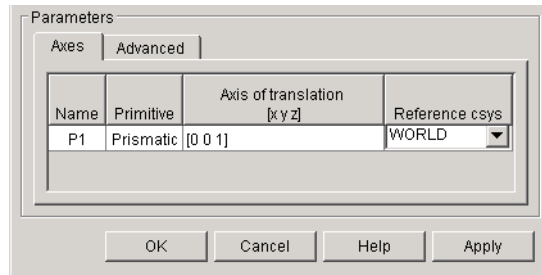 Parameters
Axes Advanced
Axis of translation
Name Primitive [x y z] Reference csys
P1 Prismatic [0 0 1] WORLD
OK Cancel Help Apply